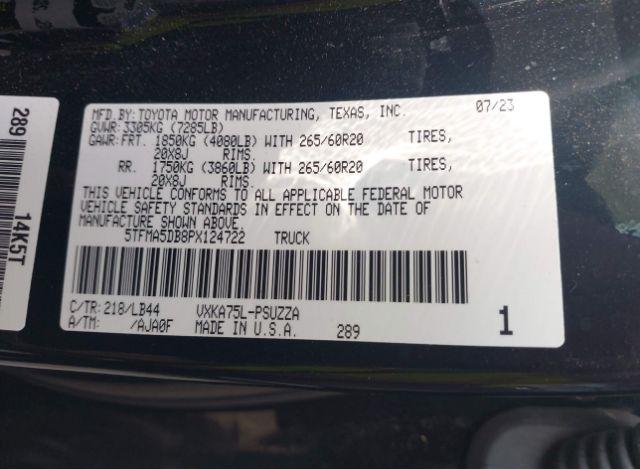 MFD.BY: TOYOTA MOTOR MANUFACTURING, TEXAS, INC. 07/23
GVWR: 3305KG (7285LB)
GAWR: FRT. 1850KG (4080LB) WITH 265/60R20 TIRES,
20X8J RIMS.
RR. 1750KG (3860LB) WITH 265/60R20 TIRES,
20X8J RIMS.
THIS VEHICLE CONFORMS TO ALL APPLICABLE FEDERAL MOTOR
VEHICLE SAFETY STANDARDS IN EFFECT ON THE DATE OF
MANUFACTURE SHOWN ABOVE.
5TFMA5DB8PX124722 TRUCK
C/TR: 218/LB44 VXKA75L-PSUZZA
A/TM: /AJA0F MADE IN U.S.A. 289 1
289
14K5T